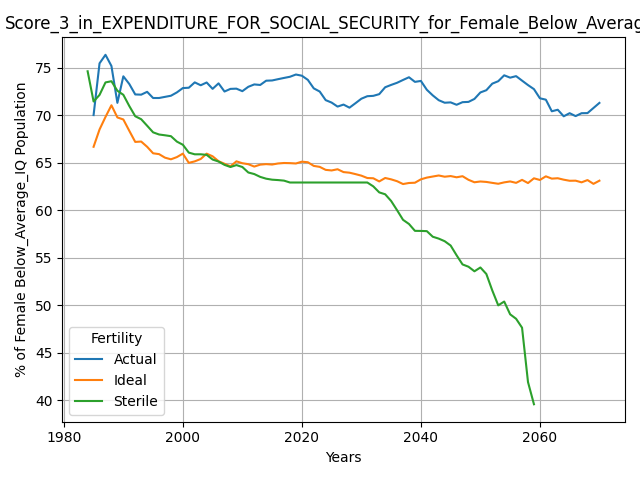 Score_3_in_EXPENDITURE_FOR_SOCIAL_SECURITY_for_Female_Below_Averag
75
70
65
60
55
50
45
40
% of Female Below_Average_IQ Population
Fertility
Actual
Ideal
Sterile
1980
2000
2020
2040
2060
Years